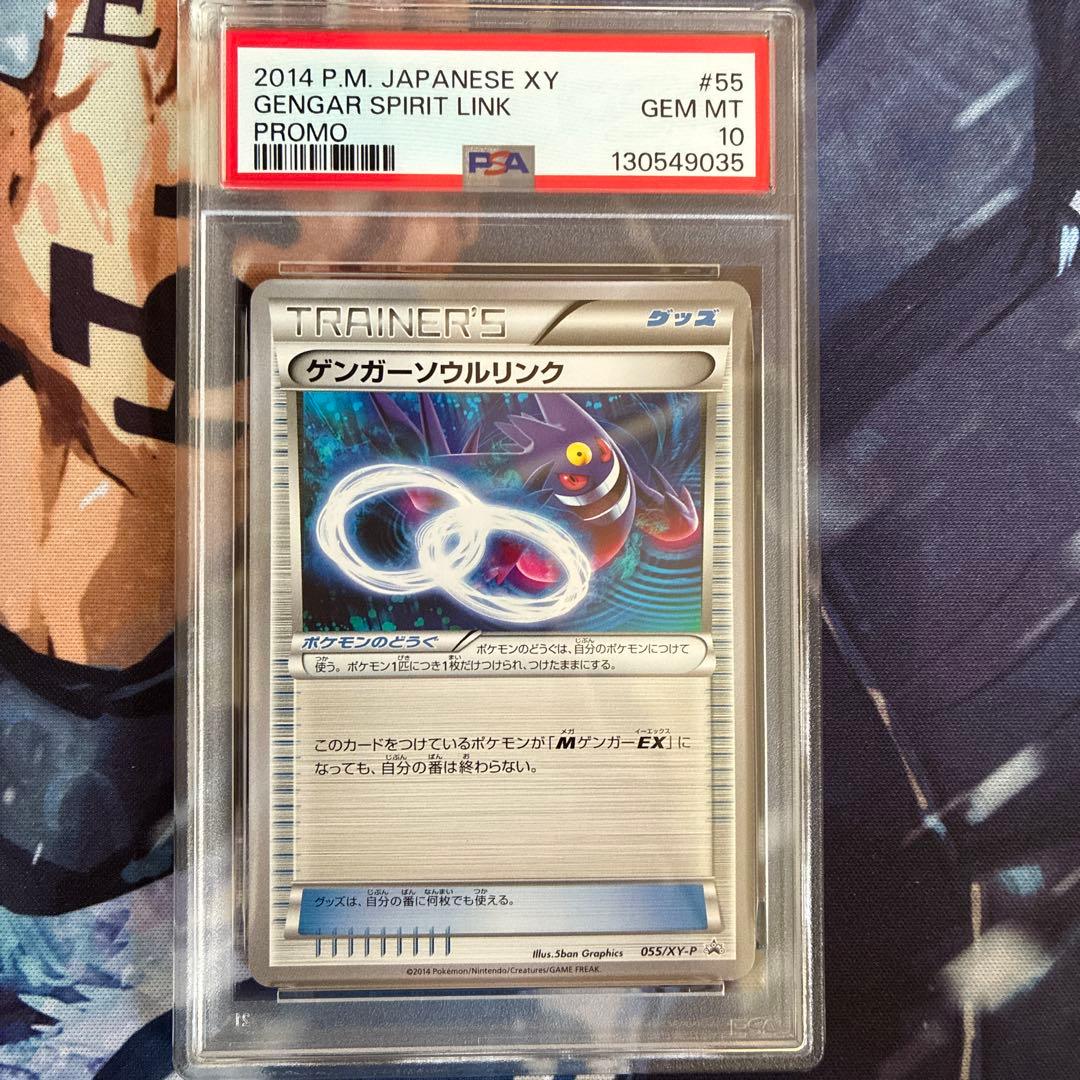 2014 P.M. JAPANESE XY #55
GENGAR SPIRIT LINK GEM MT
PROMO 10
PSA 130549035
TRAINER'S グッズ
ゲンガーソウルリンク
ポケモンのどうぐ ポケモンのどうぐは、自分のポケモンにつけて
使う。ポケモン1匹につき1枚だけつけられ、つけたままにする。
このカードをつけているポケモンが「MゲンガーEX」に
なっても、自分の番は終わらない。
グッズは、自分の番に何枚でも使える。
Illus.5ban Graphics 055/XY-P
©2014 Pokémon/Nintendo/Creatures/GAME FREAK.